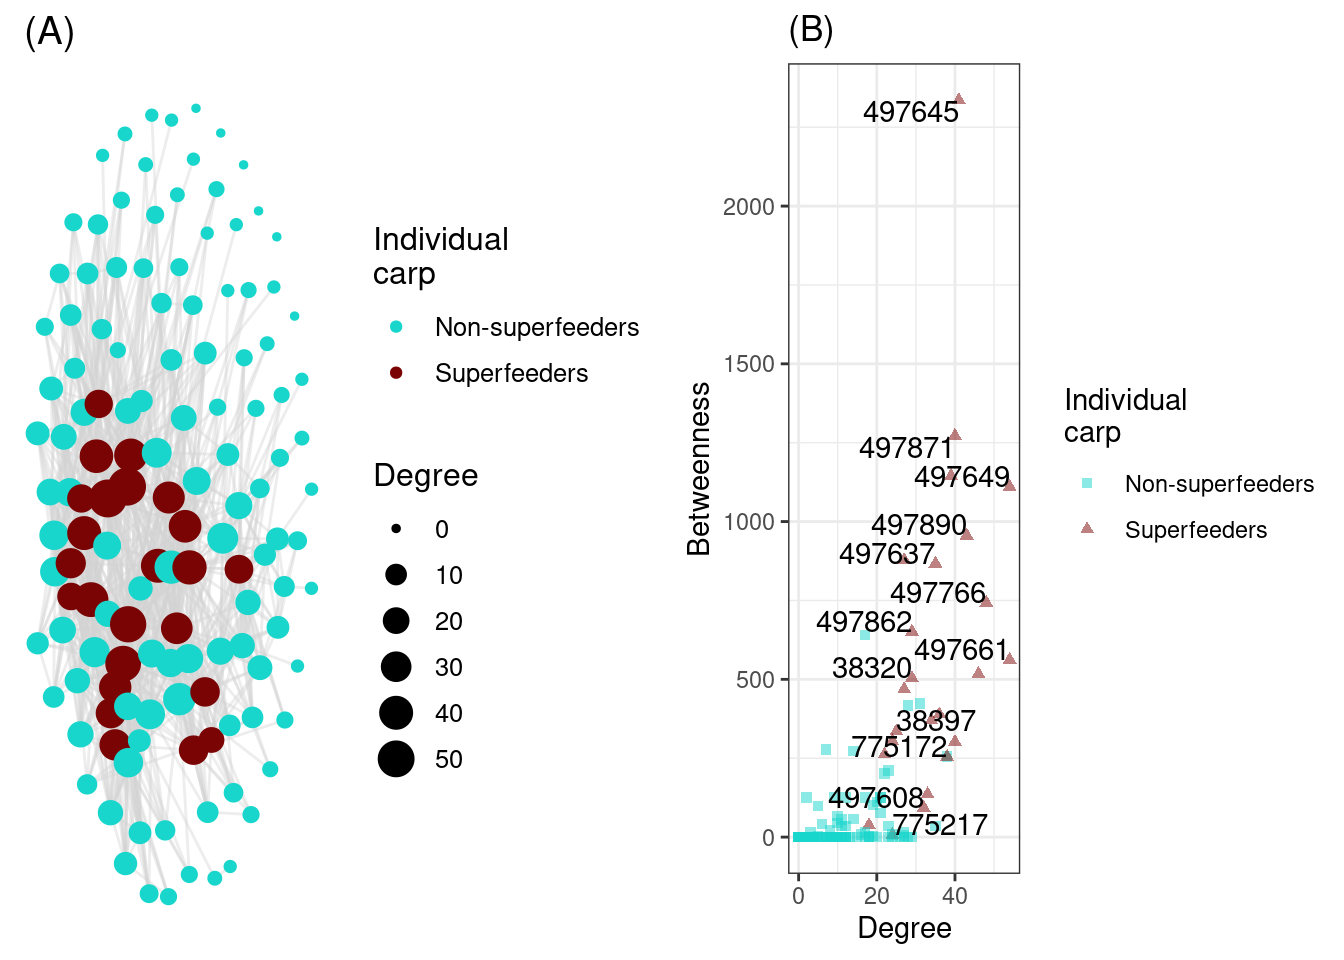 (A)
Individual
carp
Non-superfeeders
Superfeeders
Degree
0
10
20
30
40
50
(B)
Betweenness
2000
1500
1000
500
0
497645
497871
497649
497890
497637
497766
497862
497661
38320
38397
775172
497608
775217
0 20 40
Degree
Individual
carp
Non-superfeeders
Superfeeders